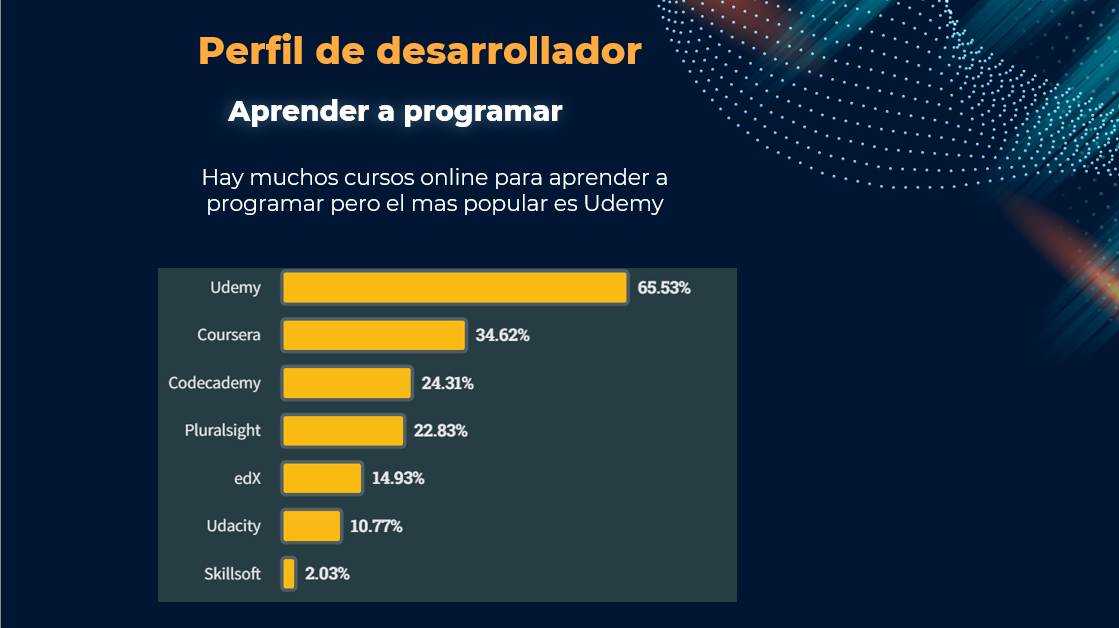 Perfil de desarrollador
Aprender a programar
Hay muchos cursos online para aprender a
programar pero el mas popular es Udemy
Udemy 65.53%
Coursera 34.62%
Codecademy 24.31%
Pluralsight 22.83%
edX 14.93%
Udacity 10.77%
Skillsoft 2.03%